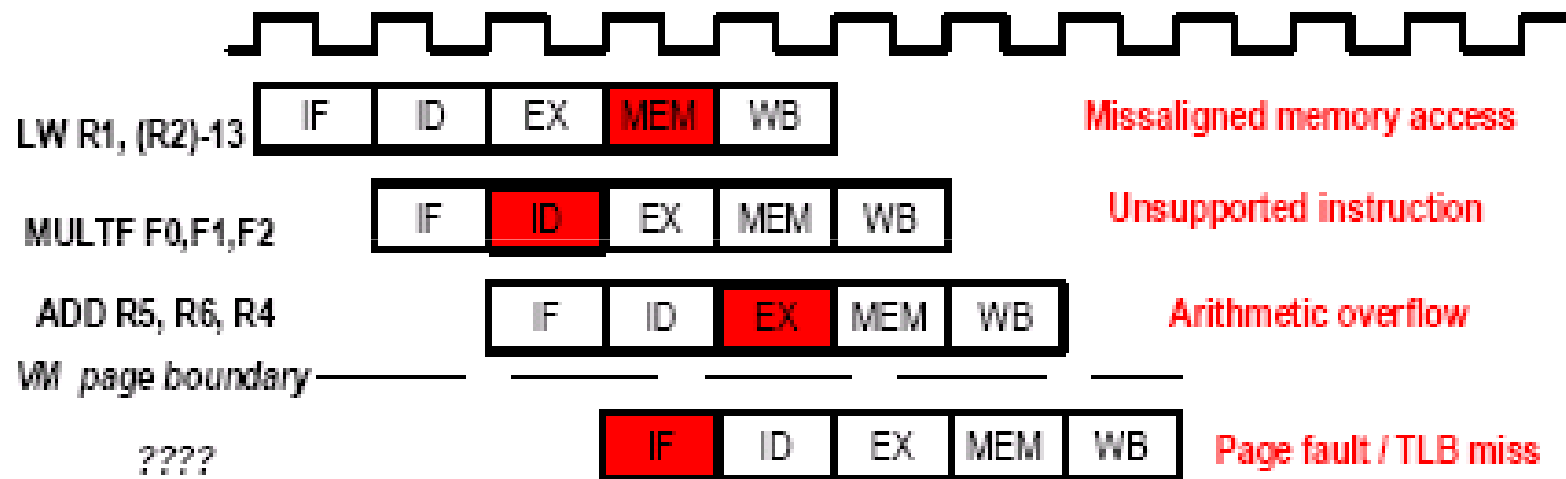 IF ID EX MEM WB
LW R1, (R2)-13 Missaligned memory access
IF ID EX MEM WB
MULTF F0,F1,F2 Unsupported instruction
ADD R5, R6, R4 IF ID EX MEM WB Arithmetic overflow
VM page boundary
IF ID EX MEM WB
???? Page fault / TLB miss